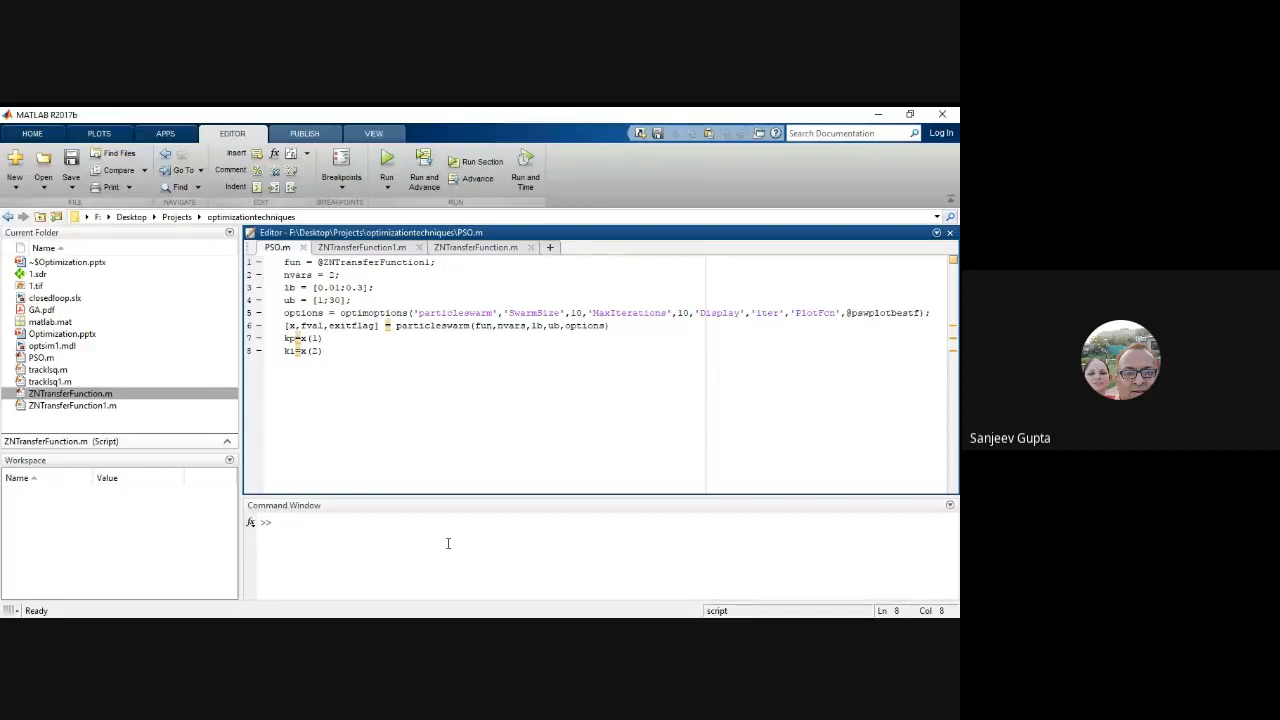 MATLAB R2017b
HOME PLOTS APPS EDITOR PUBLISH VIEW Search Documentation Log In
New Open Save Find Files Compare Print Go To Find Insert fx Comment Indent Breakpoints Run Run and Advance Run Section Advance Run and Time
FILE NAVIGATE EDIT BREAKPOINTS RUN
F: Desktop Projects optimizationtechniques
Current Folder
Name
~$Optimization.pptx
1.sdr
1.tif
closedloop.slx
GA.pdf
matlab.mat
Optimization.pptx
optsim1.mdl
PSO.m
tracklsq.m
tracklsq1.m
ZNTransferFunction.m
ZNTransferFunction1.m
ZNTransferFunction.m (Script)
Workspace
Name Value
Editor - F:\Desktop\Projects\optimizationtechniques\PSO.m
PSO.m ZNTransferFunction1.m ZNTransferFunction.m
1 fun = @ZNTransferFunction1;
2 nvars = 2;
3 lb = [0.01;0.3];
4 ub = [1;30];
5 options = optimoptions('particleswarm','SwarmSize',10,'MaxIterations',10,'Display','iter','PlotFcn',@pswplotbestf);
6 [x,fval,exitflag] = particleswarm(fun,nvars,lb,ub,options)
7 kp=x(1)
8 ki=x(2)
Command Window
fx >>
Ready script Ln 8 Col 8
Sanjeev Gupta